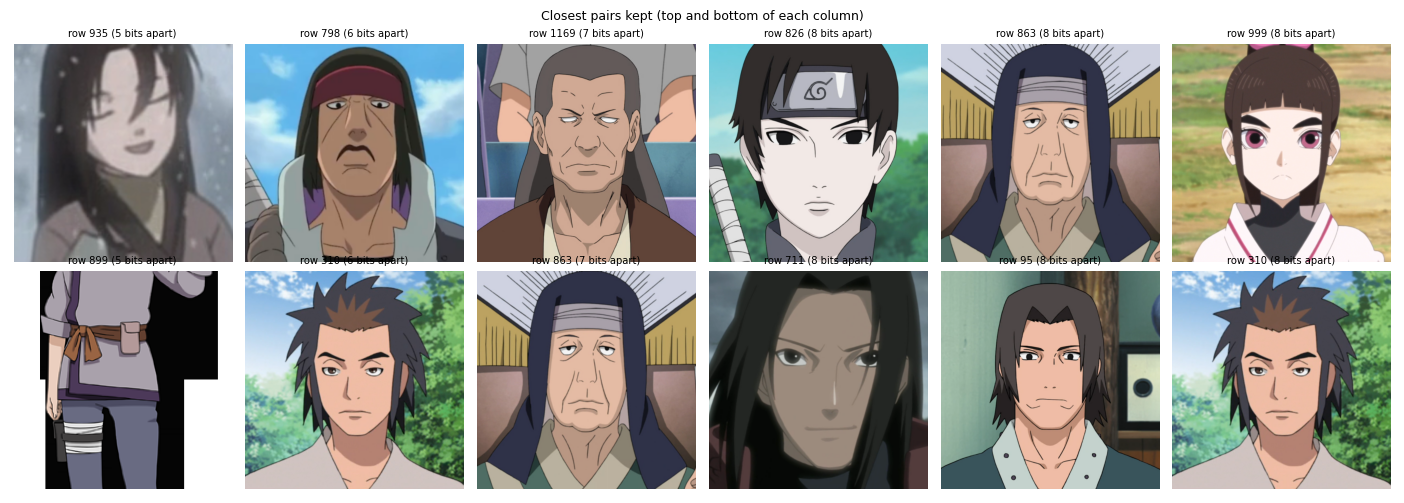 Closest pairs kept (top and bottom of each column)
row 935 (5 bits apart)
row 798 (6 bits apart)
row 1169 (7 bits apart)
row 826 (8 bits apart)
row 863 (8 bits apart)
row 999 (8 bits apart)
row 899 (5 bits apart)
row 310 (6 bits apart)
row 863 (7 bits apart)
row 711 (8 bits apart)
row 95 (8 bits apart)
row 310 (8 bits apart)